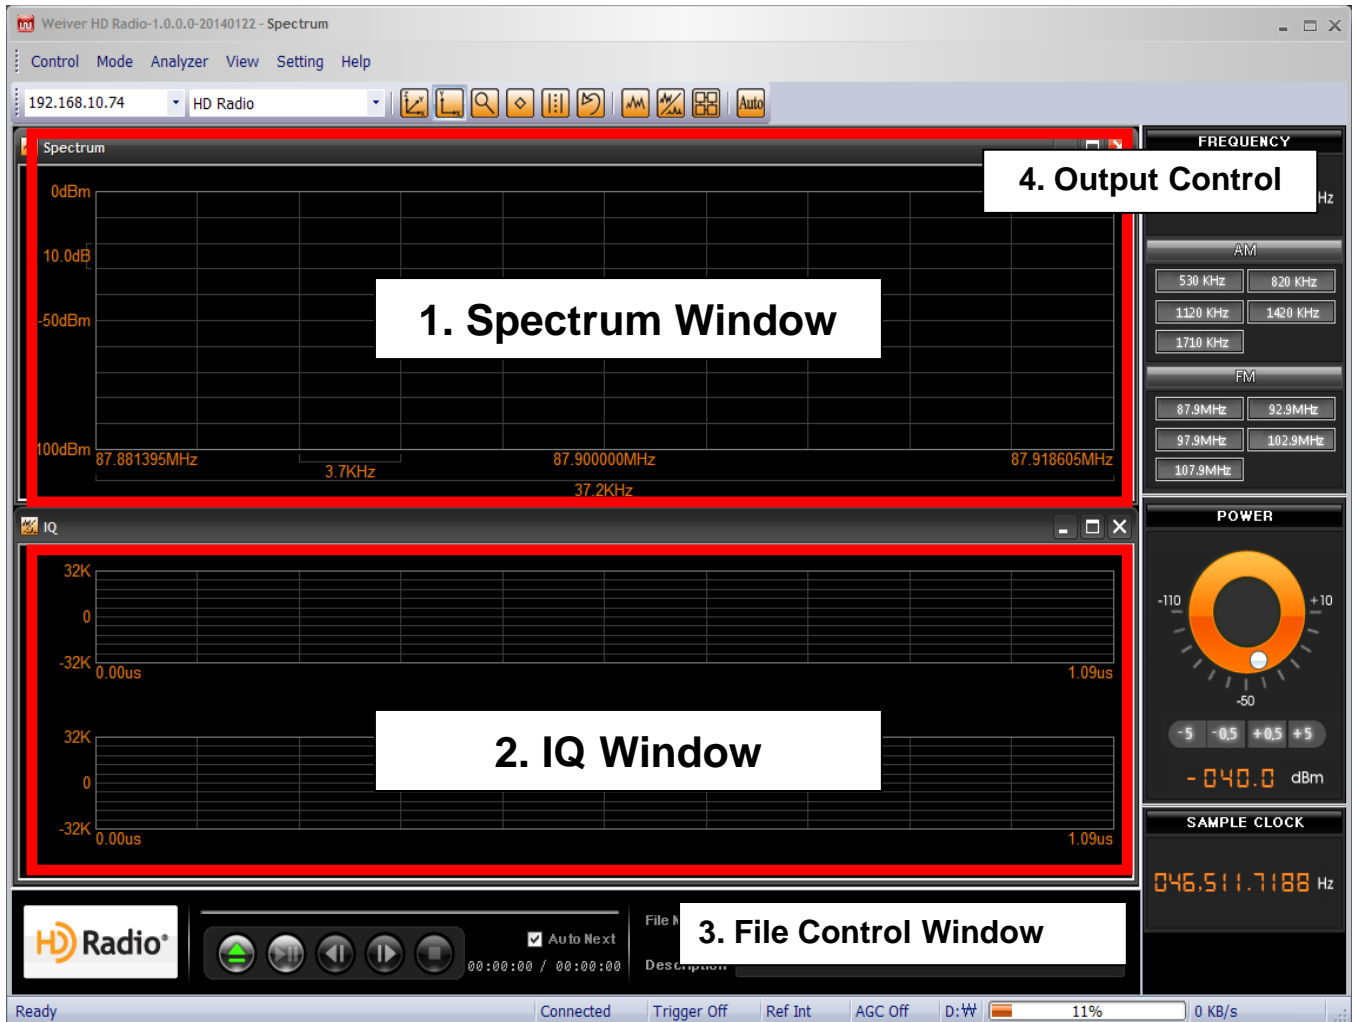 Weiver HD Radio-1.0.0.0-20140122 - Spectrum
Control Mode Analyzer View Setting Help
192.168.10.74 HD Radio Auto
Spectrum
0dBm
10.0dB
-50dBm
100dBm
87.881395MHz 87.900000MHz 87.918605MHz
3.7KHz
37.2KHz
1. Spectrum Window
IQ
32K
0
-32K
0.00us 1.09us
32K
0
-32K
0.00us 1.09us
2. IQ Window
FREQUENCY
4. Output Control
Hz
AM
530 KHz 820 KHz
1120 KHz 1420 KHz
1710 KHz
FM
87.9MHz 92.9MHz
97.9MHz 102.9MHz
107.9MHz
POWER
-110 +10
-50
-5 -0.5 +0.5 +5
-040.0 dBm
SAMPLE CLOCK
046,511.7188 Hz
HD Radio
Auto Next
00:00:00 / 00:00:00
File
Description
3. File Control Window
Ready Connected Trigger Off Ref Int AGC Off D:₩ 11% 0 KB/s